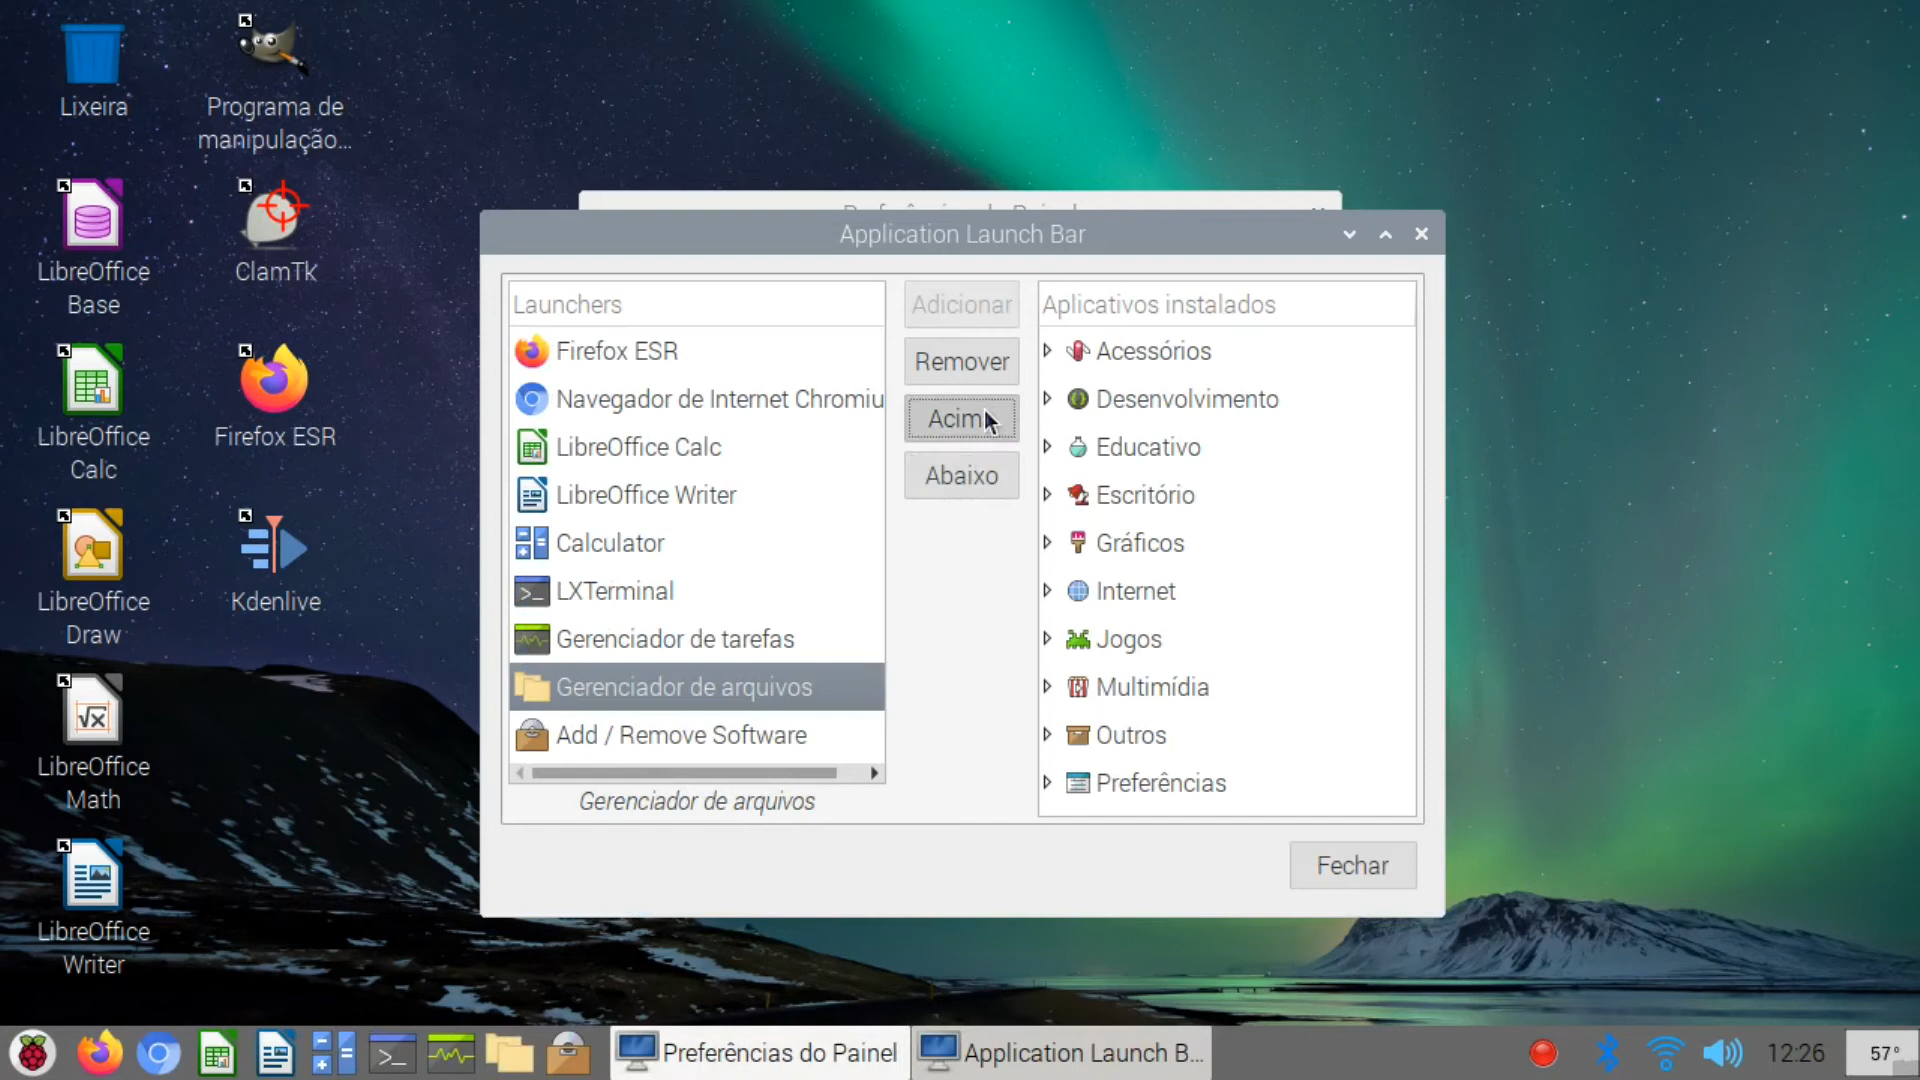 Lixeira
Programa de
manipulação...
LibreOffice
Base
ClamTk
LibreOffice
Calc
Firefox ESR
LibreOffice
Draw
Kdenlive
LibreOffice
Math
LibreOffice
Writer
Application Launch Bar
Launchers
Firefox ESR
Navegador de Internet Chromiu
LibreOffice Calc
LibreOffice Writer
Calculator
LXTerminal
Gerenciador de tarefas
Gerenciador de arquivos
Add / Remove Software
Gerenciador de arquivos
Adicionar
Remover
Acim
Abaixo
Aplicativos instalados
Acessórios
Desenvolvimento
Educativo
Escritório
Gráficos
Internet
Jogos
Multimídia
Outros
Preferências
Fechar
Preferências do Painel
Application Launch B...
12:26
57°